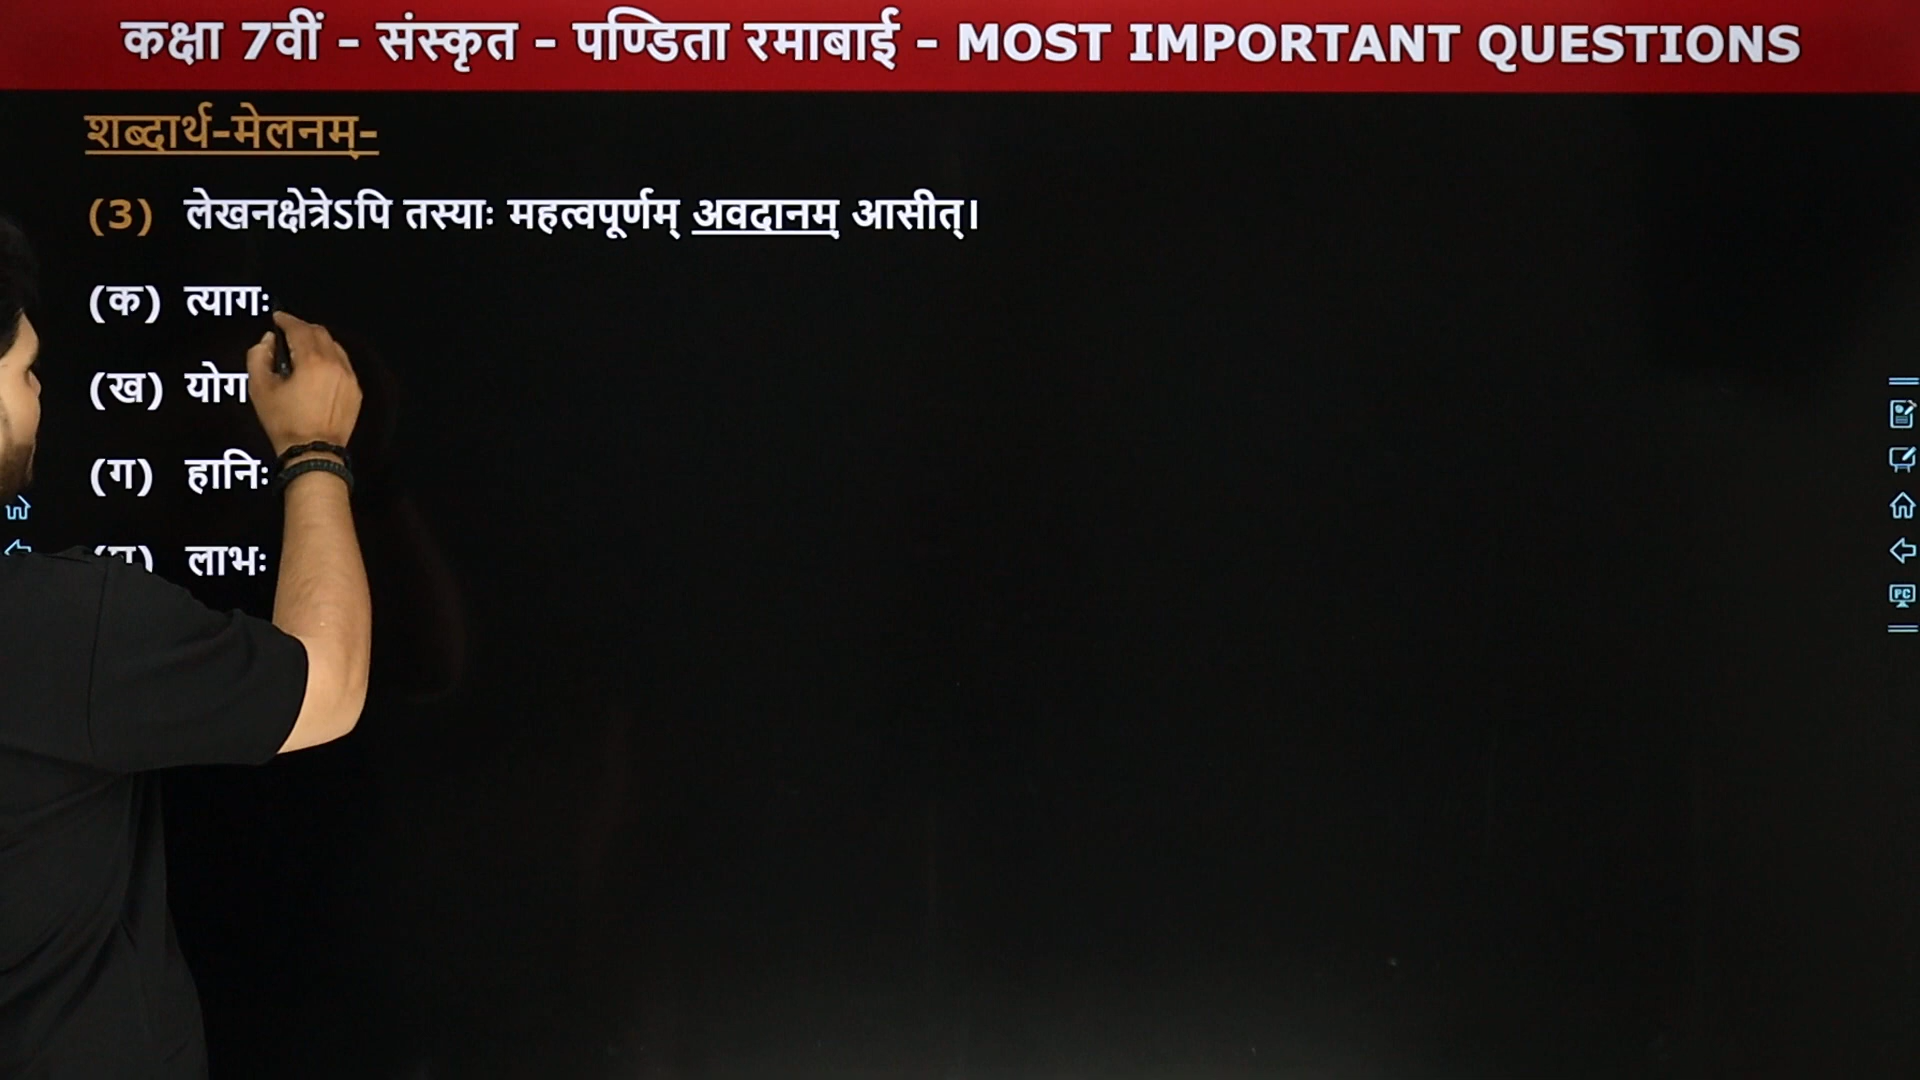 कक्षा 7वीं - संस्कृत - पण्डिता रमाबाई - MOST IMPORTANT QUESTIONS
शब्दार्थ-मेलनम्-
(3) लेखनक्षेत्रेऽपि तस्याः महत्वपूर्णम् अवदानम् आसीत्।
(क) त्यागः
(ख) योग
(ग) हानिः
लाभः
PC